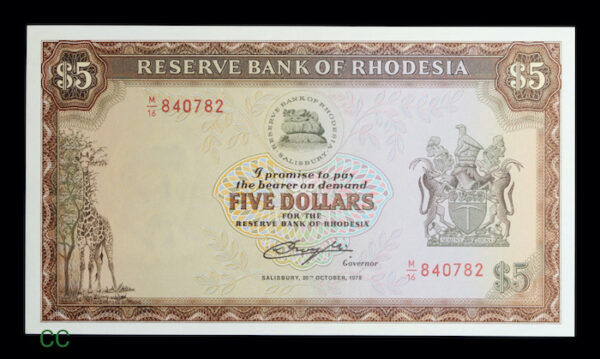 $5
RESERVE BANK OF RHODESIA
$5
M/16 840782
RESERVE BANK OF RHODESIA
SALISBURY
I promise to pay
the bearer on demand
FIVE DOLLARS
FOR THE
RESERVE BANK OF RHODESIA
Governor
SALISBURY, 20TH OCTOBER, 1978
M/16 840782
$5
CC